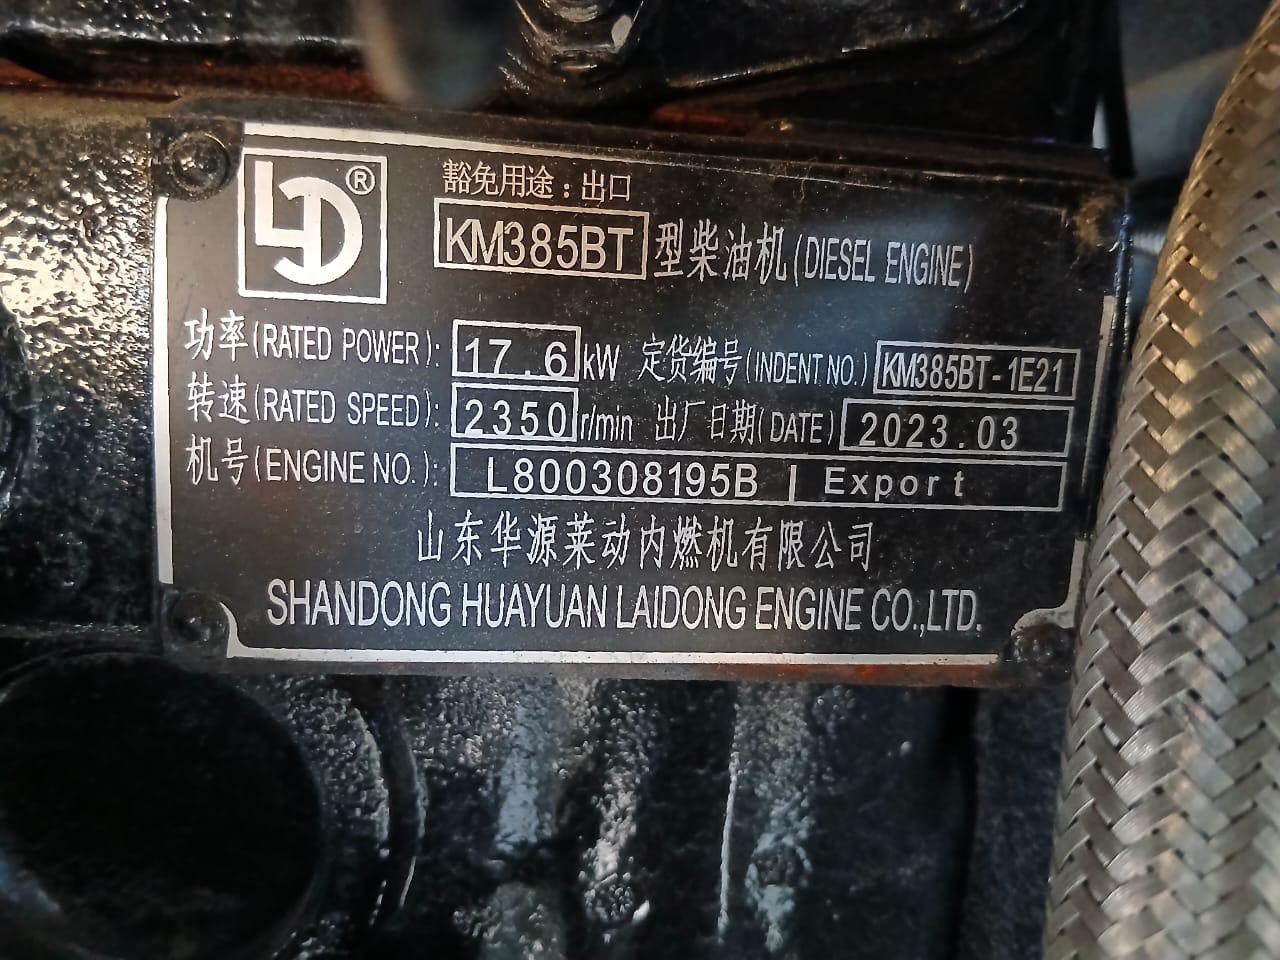 LD®
豁免用途：出口
KM385BT 型柴油机(DIESEL ENGINE)
功率(RATED POWER): 17.6 kW 定货编号(INDENT NO.) KM385BT-1E21
转速(RATED SPEED): 2350 r/min 出厂日期(DATE) 2023.03
机号(ENGINE NO.): L800308195B | Export
山东华源莱动内燃机有限公司
SHANDONG HUAYUAN LAIDONG ENGINE CO.,LTD.